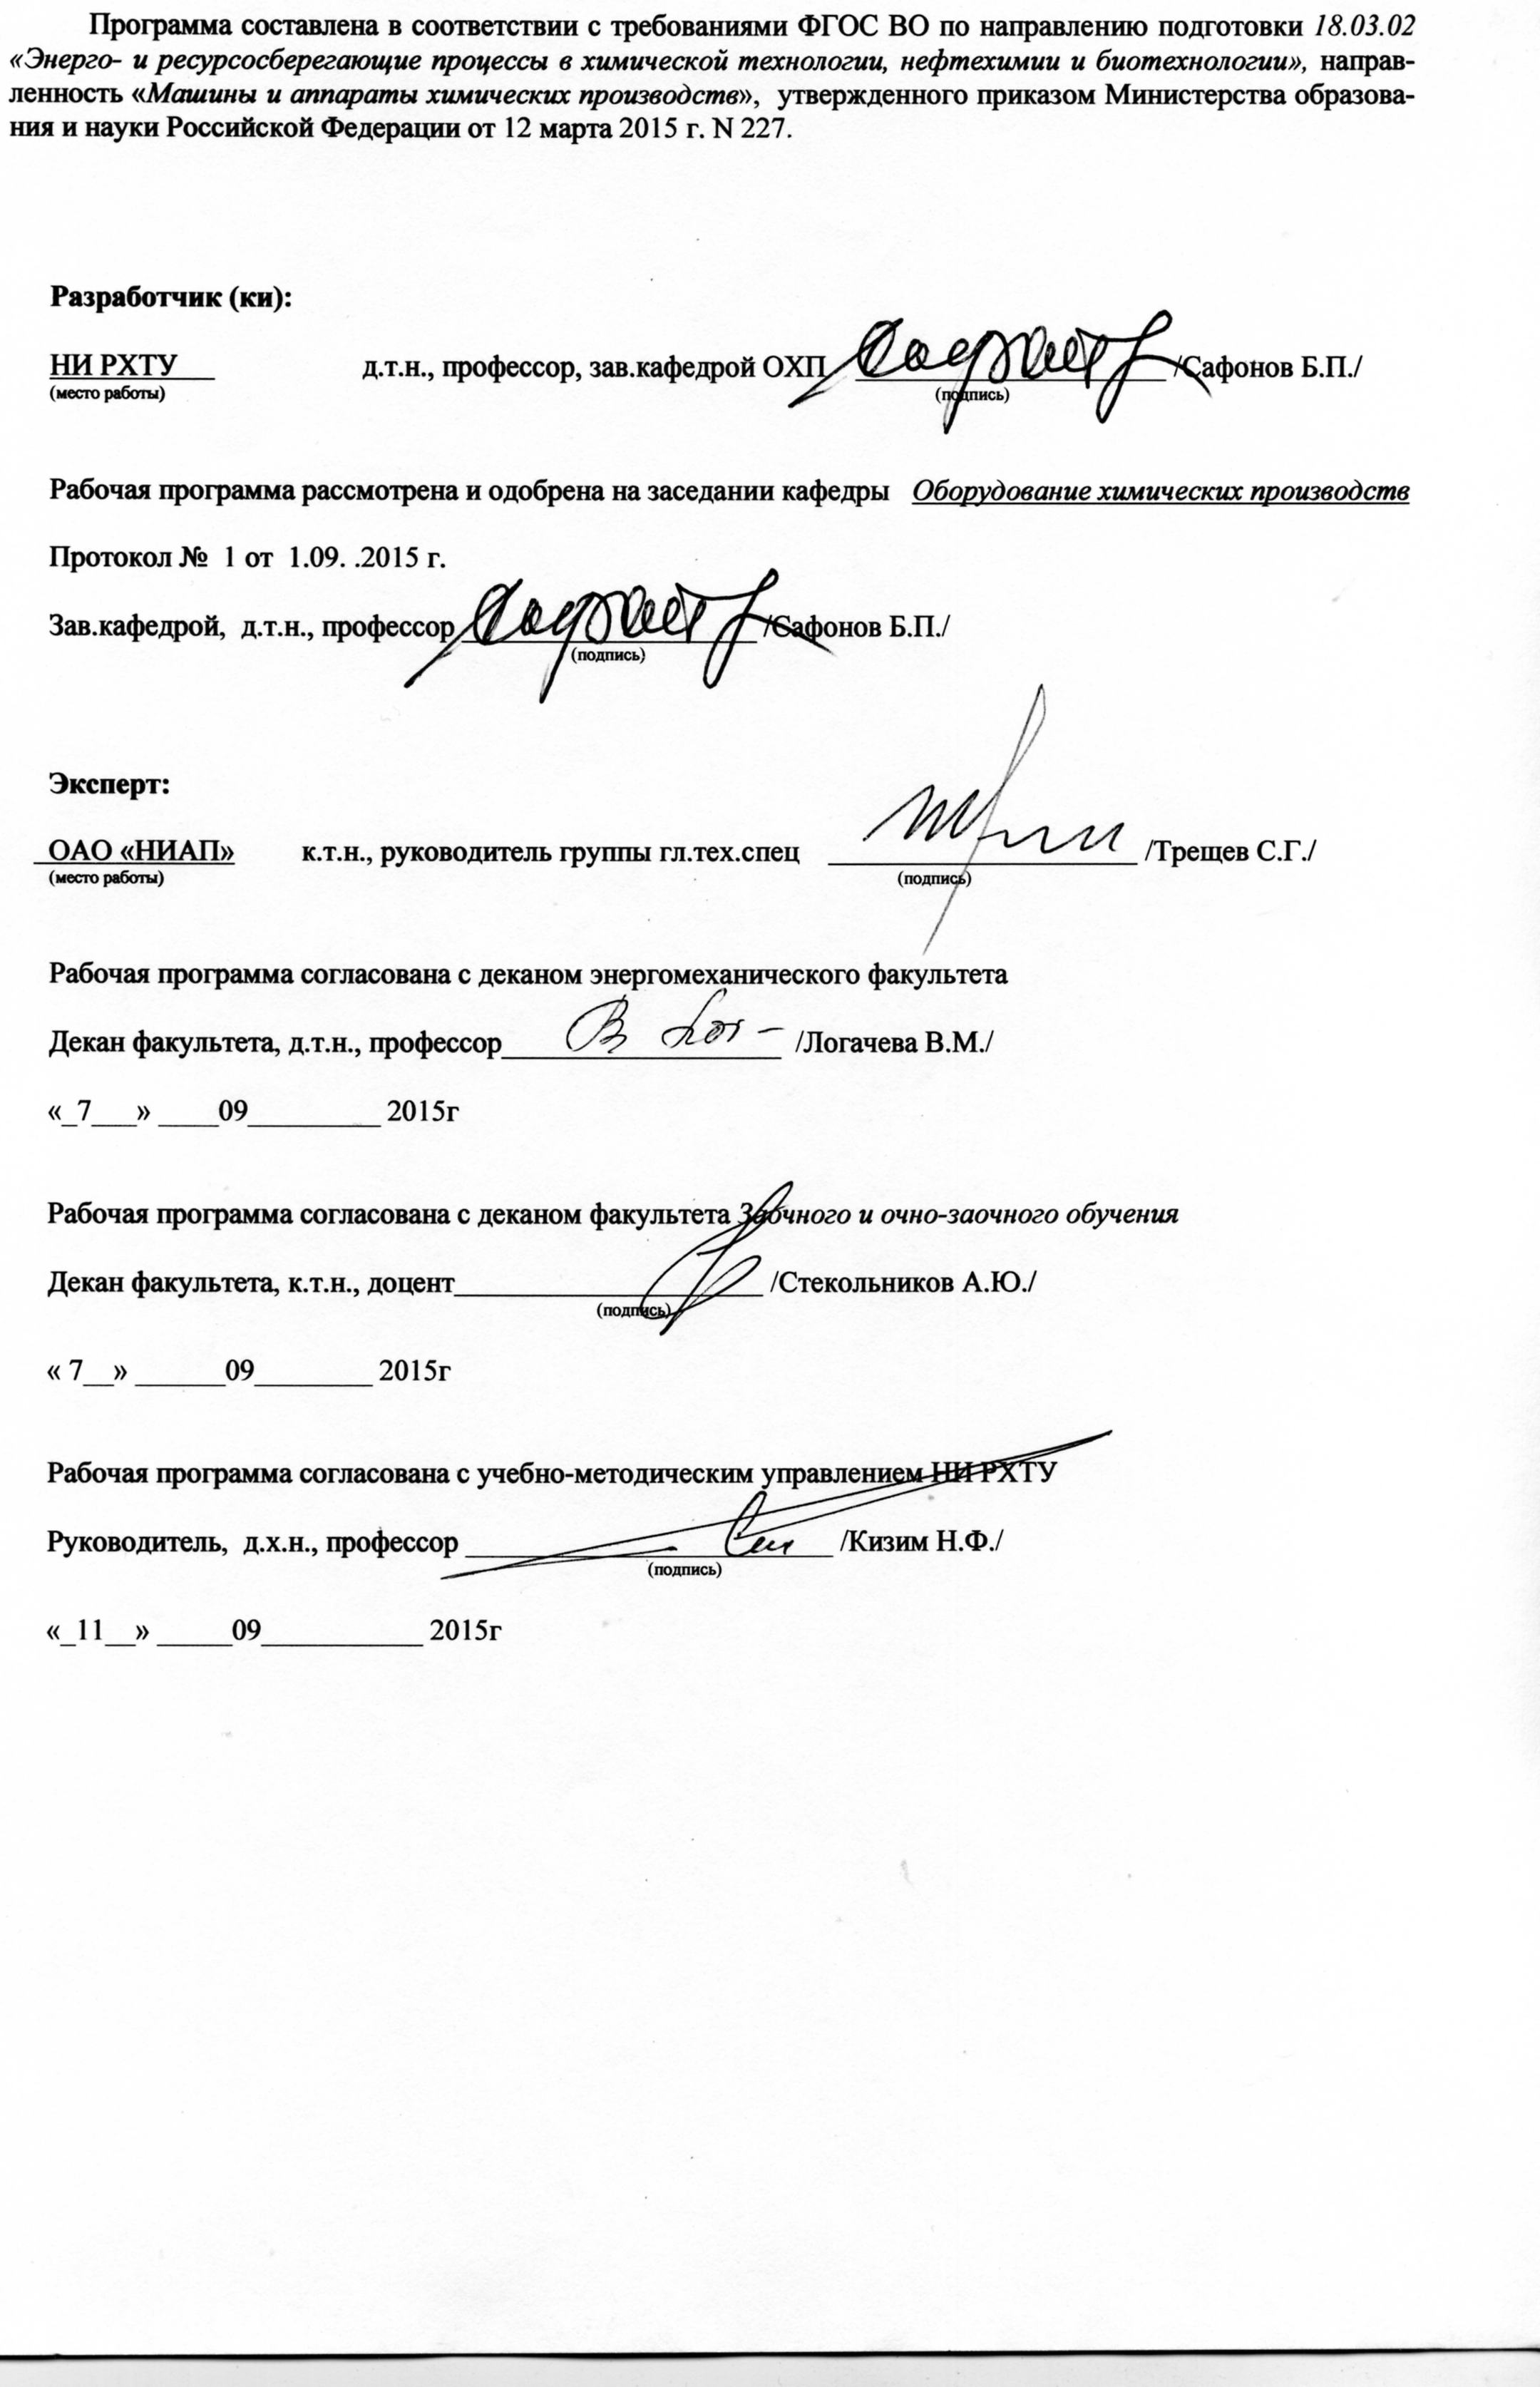 Программа составлена в соответствии с требованиями ФГОС ВО по направлению подготовки 18.03.02
«Энерго- и ресурсосберегающие процессы в химической технологии, нефтехимии и биотехнологии», направ-
ленность «Машины и аппараты химических производств», утвержденного приказом Министерства образова-
ния и науки Российской Федерации от 12 марта 2015 г. N 227.
Разработчик (ки):
НИ РХТУ д.т.н., профессор, зав.кафедрой ОХП /Сафонов Б.П./
(место работы) (подпись)
Рабочая программа рассмотрена и одобрена на заседании кафедры Оборудование химических производств
Протокол № 1 от 1.09. .2015 г.
Зав.кафедрой, д.т.н., профессор /Сафонов Б.П./
(подпись)
Эксперт:
ОАО «НИАП» к.т.н., руководитель группы гл.тех.спец /Трещев С.Г./
(место работы) (подпись)
Рабочая программа согласована с деканом энергомеханического факультета
Декан факультета, д.т.н., профессор /Логачева В.М./
«_7___» ____09_________ 2015г
Рабочая программа согласована с деканом факультета Заочного и очно-заочного обучения
Декан факультета, к.т.н., доцент /Стекольников А.Ю./
(подпись)
« 7__» ______09________ 2015г
Рабочая программа согласована с учебно-методическим управлением НИ РХТУ
Руководитель, д.х.н., профессор /Кизим Н.Ф./
(подпись)
«_11__» _____09___________ 2015г